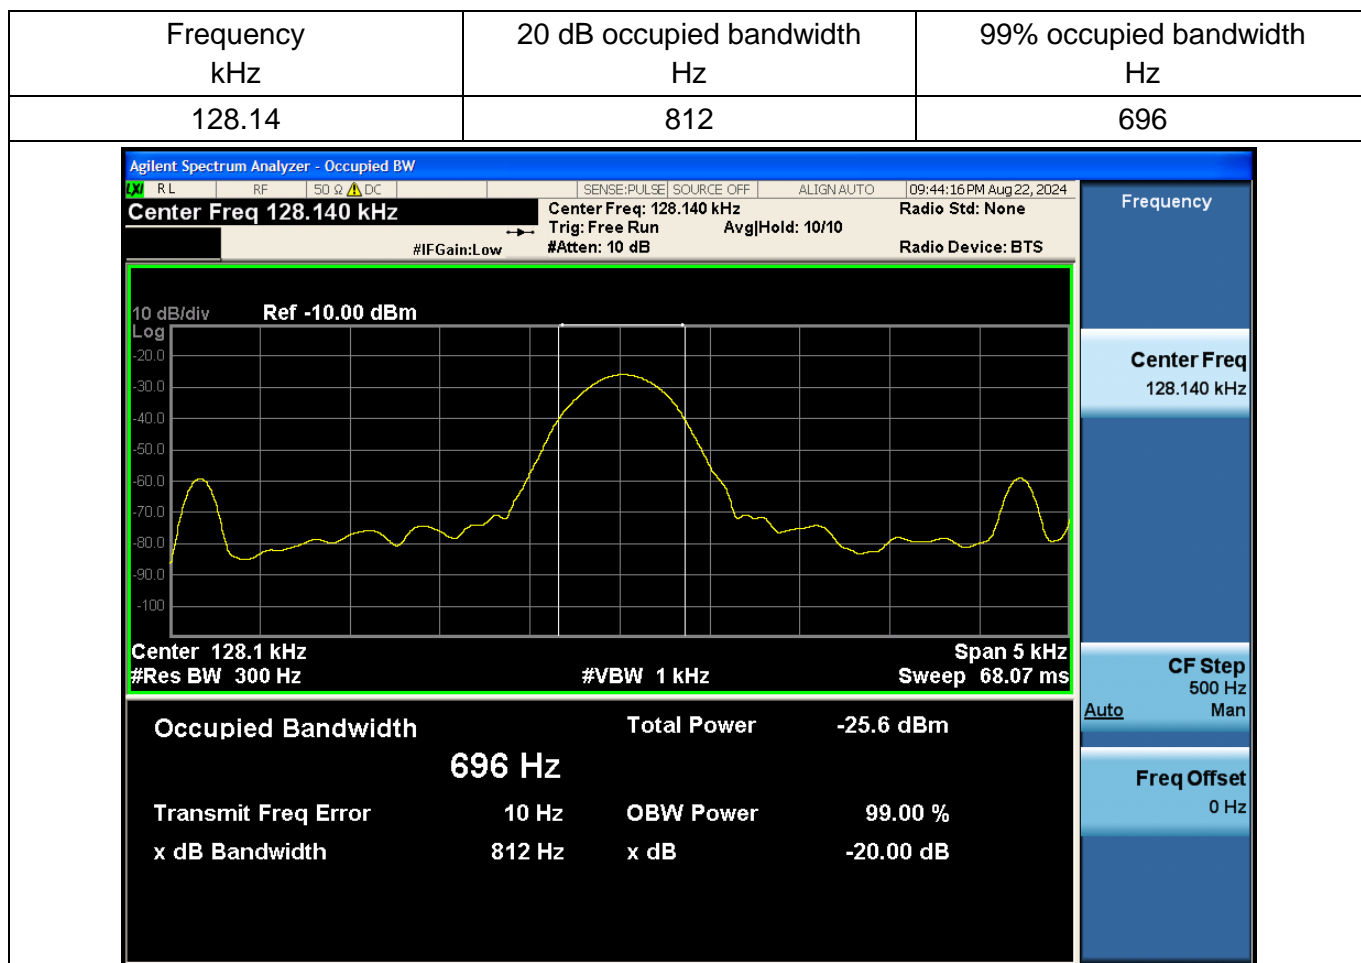 Frequency 20 dB occupied bandwidth 99% occupied bandwidth
kHz Hz Hz
128.14 812 696
Agilent Spectrum Analyzer - Occupied BW
LXI RL RF 50 Ω DC SENSE:PULSE SOURCE OFF ALIGN AUTO 09:44:16 PM Aug 22, 2024
Center Freq 128.140 kHz Center Freq: 128.140 kHz Radio Std: None
Trig: Free Run Avg|Hold: 10/10
#IFGain:Low #Atten: 10 dB Radio Device: BTS
10 dB/div Ref -10.00 dBm
Log
-20.0
-30.0
-40.0
-50.0
-60.0
-70.0
-80.0
-90.0
-100
Center 128.1 kHz Span 5 kHz
#Res BW 300 Hz #VBW 1 kHz Sweep 68.07 ms
Occupied Bandwidth Total Power -25.6 dBm
696 Hz
Transmit Freq Error 10 Hz OBW Power 99.00 %
x dB Bandwidth 812 Hz x dB -20.00 dB
Frequency
Center Freq
128.140 kHz
CF Step
500 Hz
Auto Man
Freq Offset
0 Hz